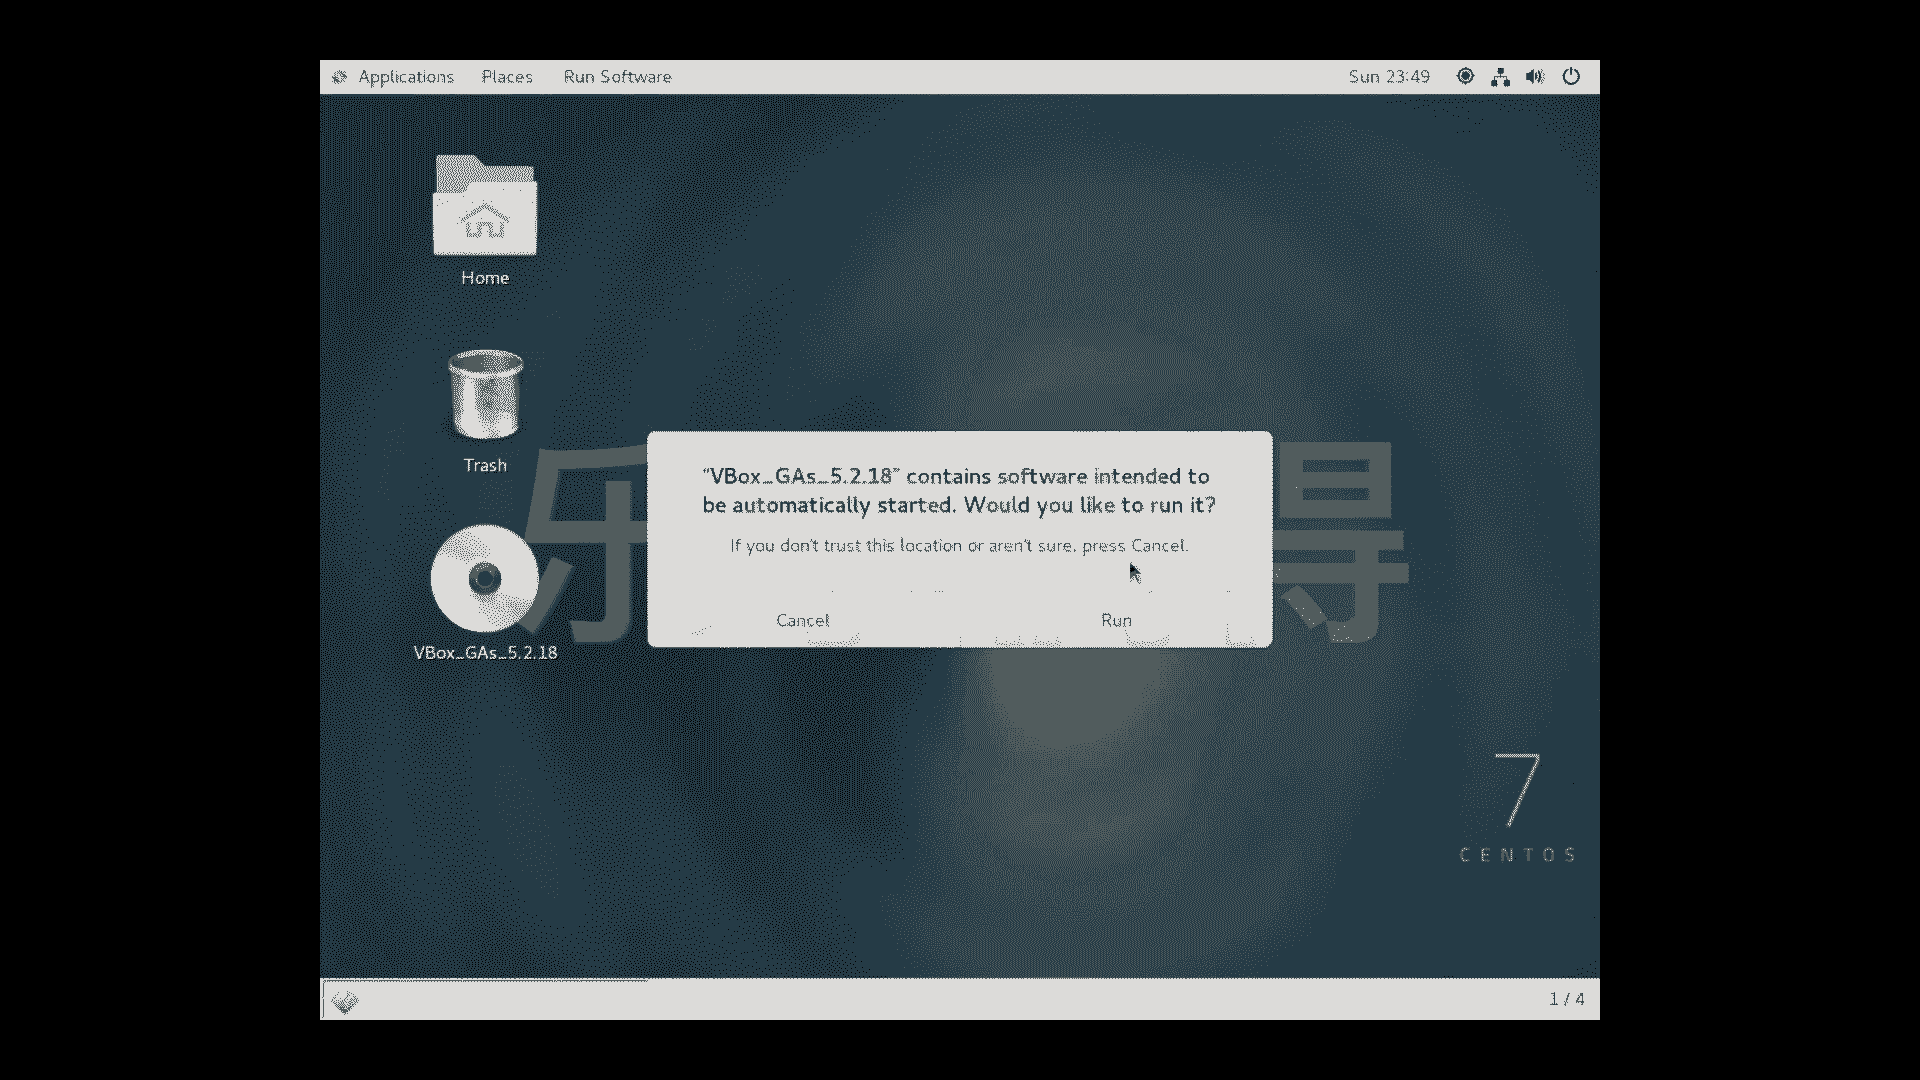 Applications Places Run Software Sun 23:49
Home
Trash
VBox_GAs_5.2.18
"VBox_GAs_5.2.18" contains software intended to
be automatically started. Would you like to run it?
If you don't trust this location or aren't sure, press Cancel.
Cancel Run
乐 得
7
CENTOS
1 / 4